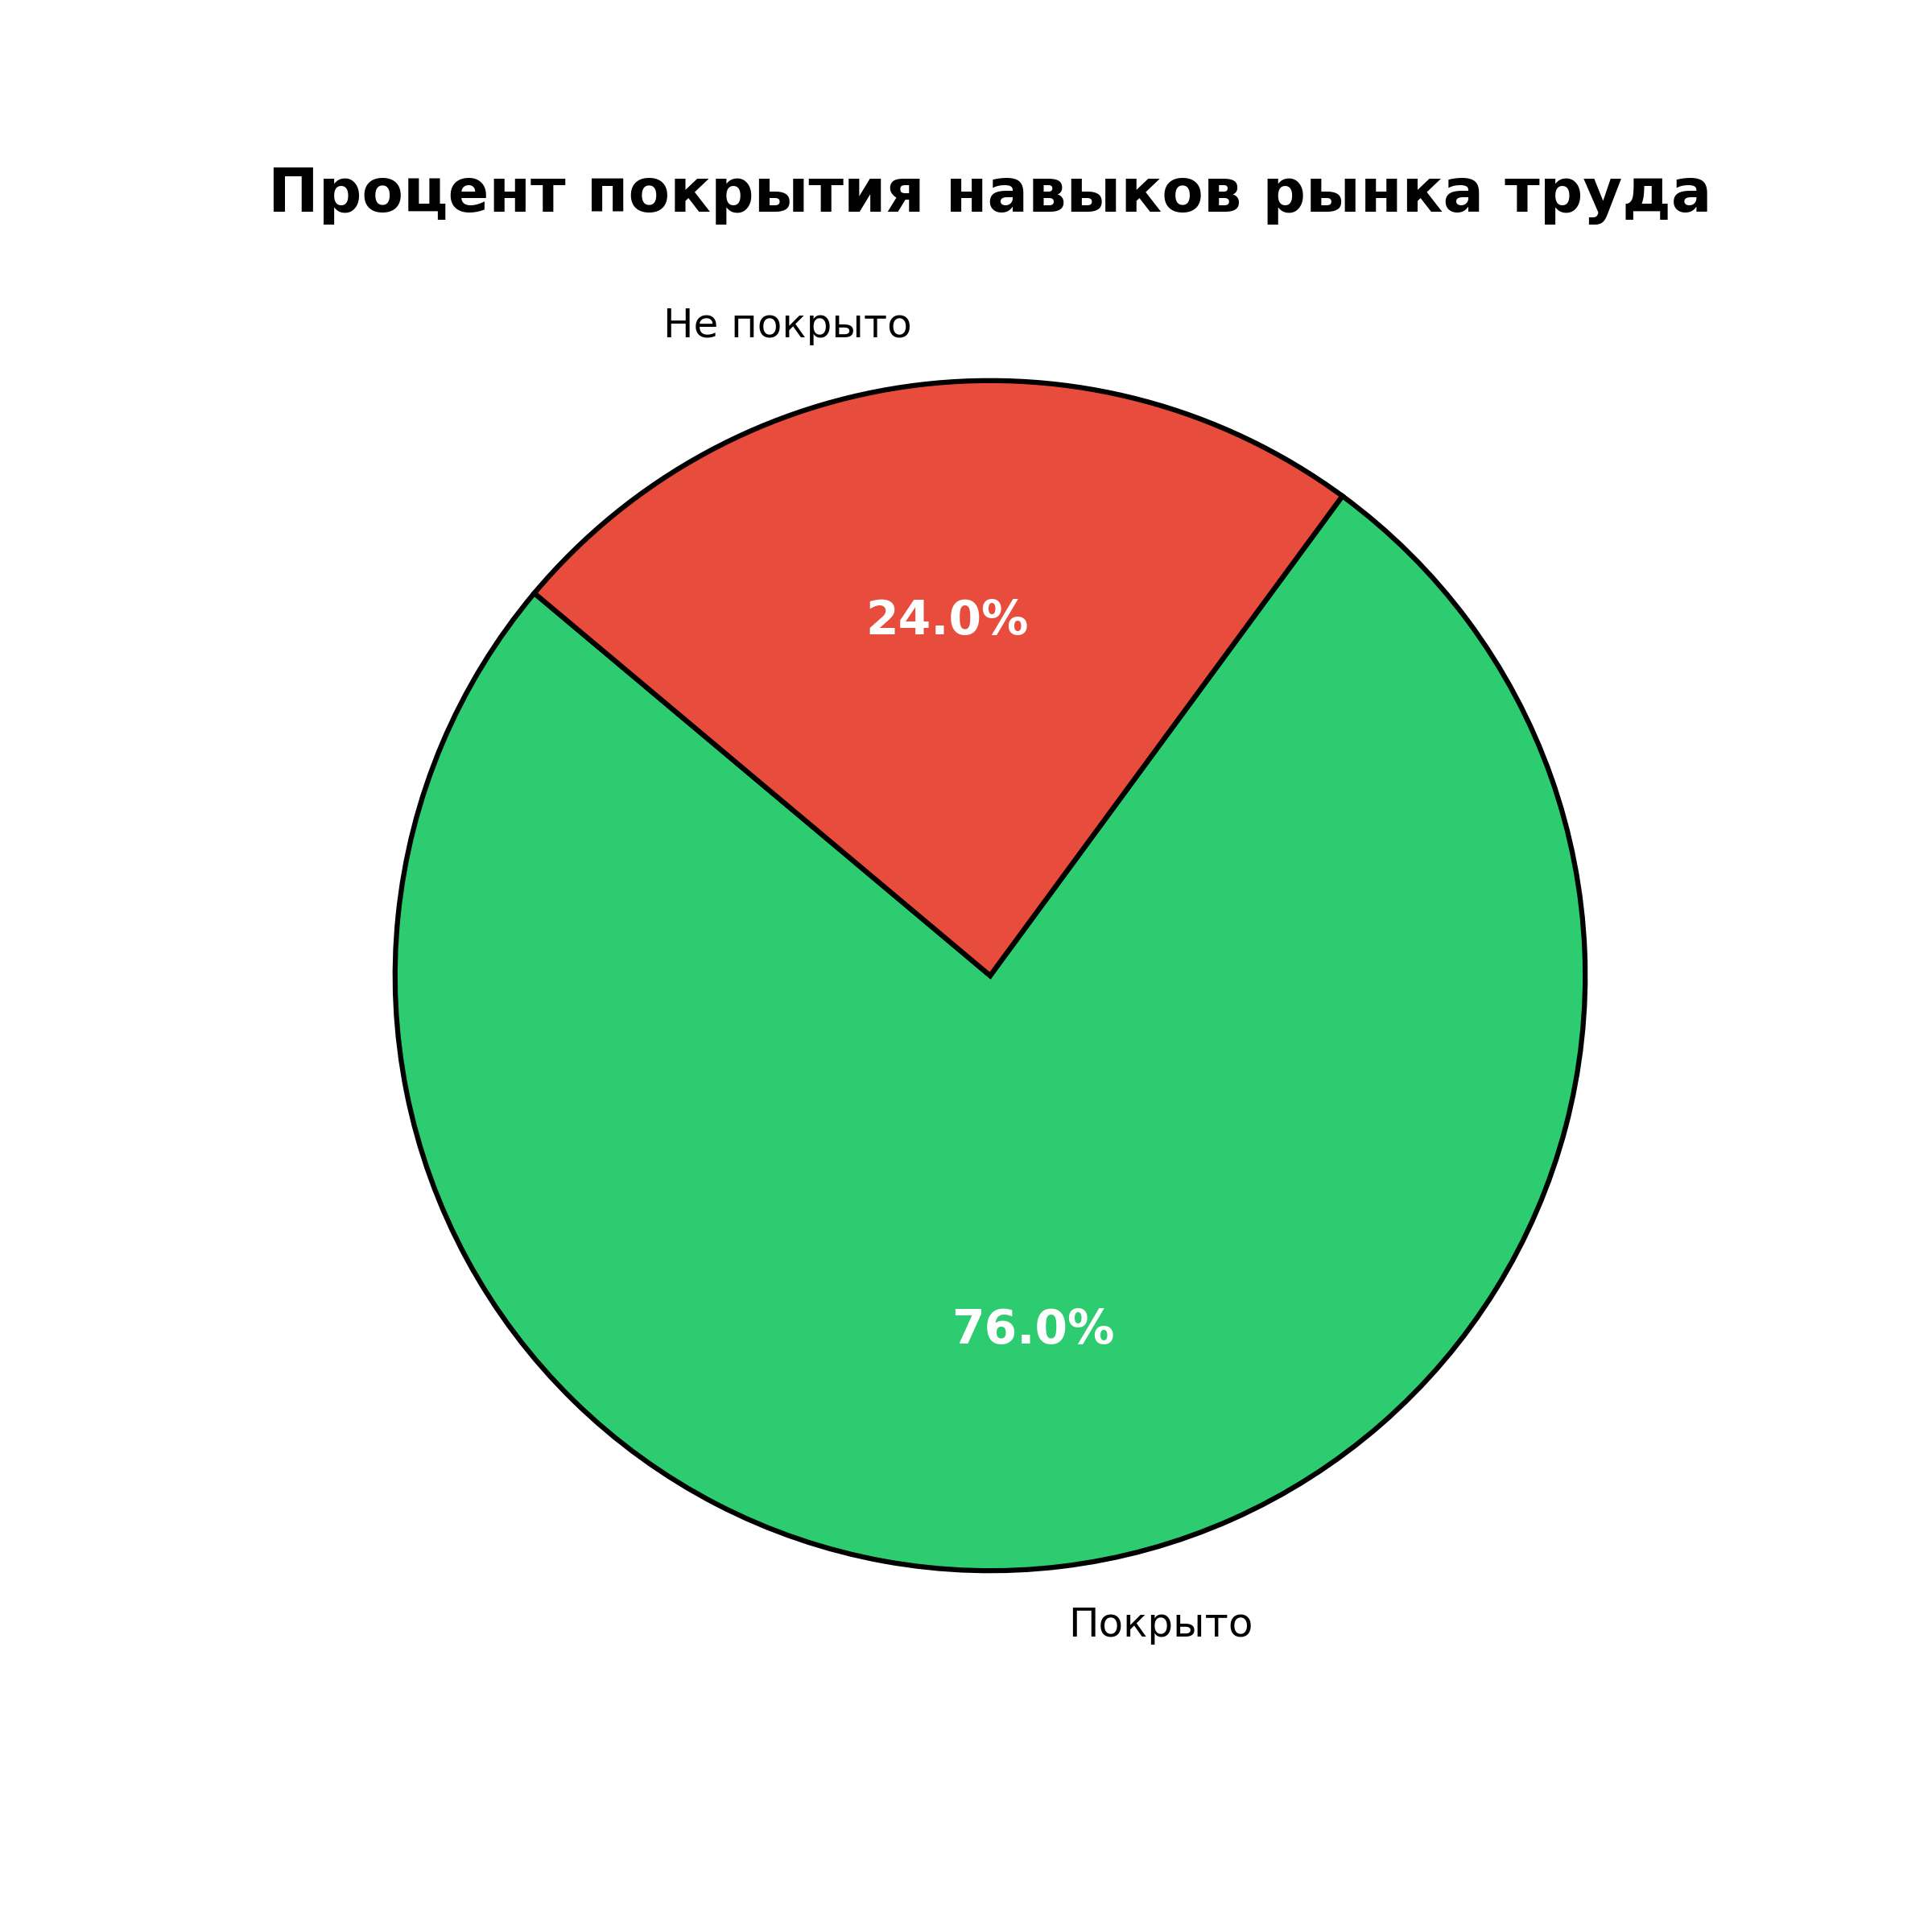 Процент покрытия навыков рынка труда
Не покрыто
24.0%
76.0%
Покрыто